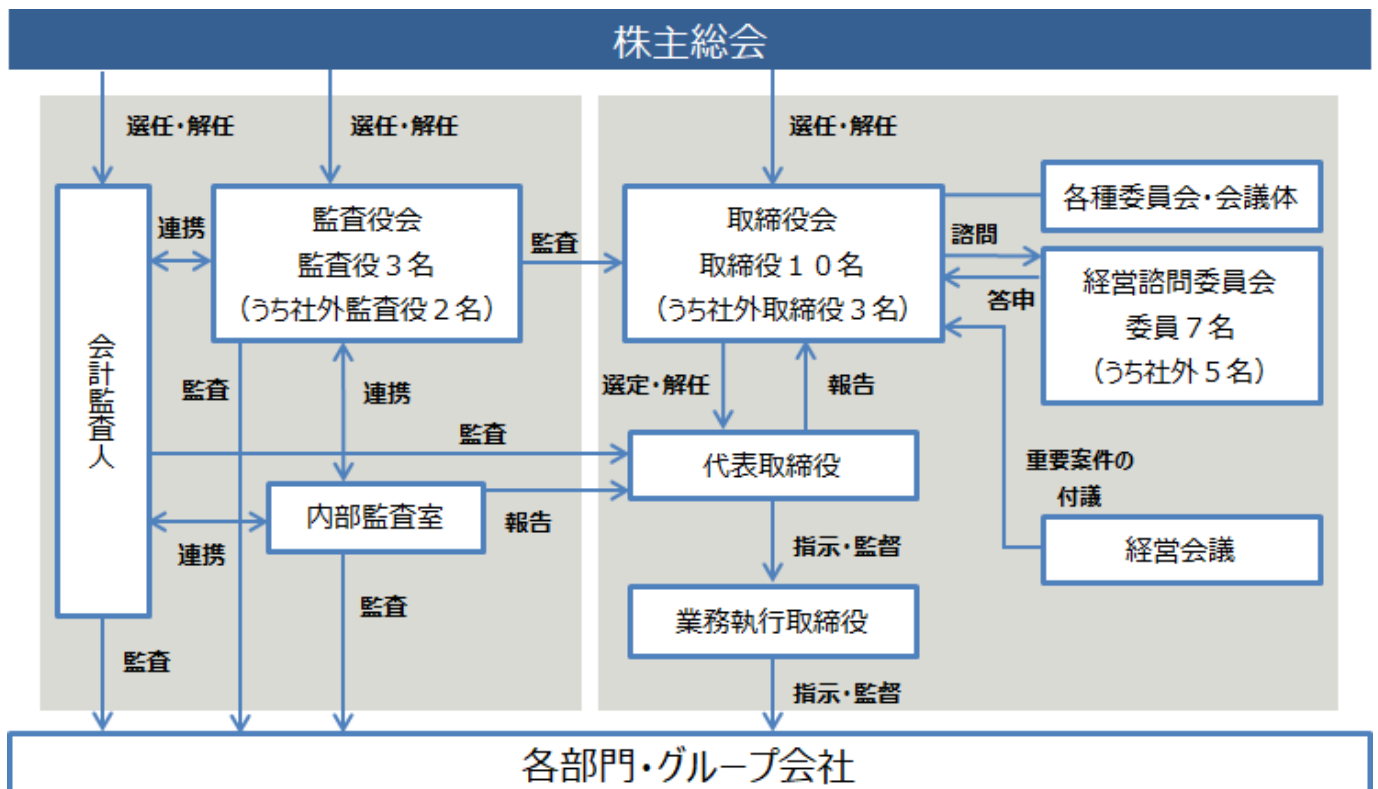 株主総会
選任・解任
選任・解任
選任・解任
会計監査人
連携
監査役会
監査役３名
（うち社外監査役２名）
監査
取締役会
取締役１０名
（うち社外取締役３名）
各種委員会・会議体
諮問
答申
経営諮問委員会
委員７名
（うち社外５名）
監査
連携
選定・解任
報告
監査
代表取締役
重要案件の
付議
内部監査室
報告
連携
指示・監督
経営会議
監査
業務執行取締役
監査
指示・監督
各部門・グループ会社